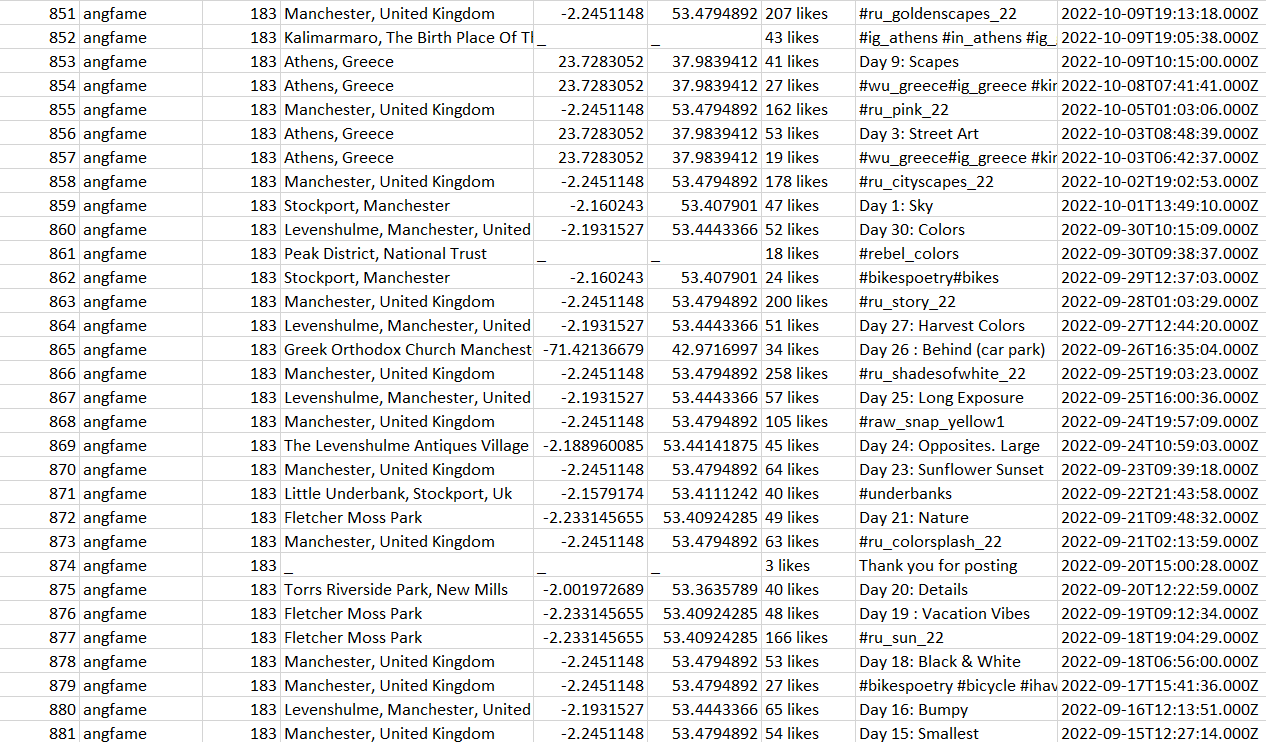 851 angfame 183 Manchester, United Kingdom -2.2451148 53.4794892 207 likes #ru_goldenscapes_22 2022-10-09T19:13:18.000Z
852 angfame 183 Kalimarmaro, The Birth Place Of Tl _ _ 43 likes #ig_athens #in_athens #ig_ 2022-10-09T19:05:38.000Z
853 angfame 183 Athens, Greece 23.7283052 37.9839412 41 likes Day 9: Scapes 2022-10-09T10:15:00.000Z
854 angfame 183 Athens, Greece 23.7283052 37.9839412 27 likes #wu_greece#ig_greece #kir 2022-10-08T07:41:41.000Z
855 angfame 183 Manchester, United Kingdom -2.2451148 53.4794892 162 likes #ru_pink_22 2022-10-05T01:03:06.000Z
856 angfame 183 Athens, Greece 23.7283052 37.9839412 53 likes Day 3: Street Art 2022-10-03T08:48:39.000Z
857 angfame 183 Athens, Greece 23.7283052 37.9839412 19 likes #wu_greece#ig_greece #kir 2022-10-03T06:42:37.000Z
858 angfame 183 Manchester, United Kingdom -2.2451148 53.4794892 178 likes #ru_cityscapes_22 2022-10-02T19:02:53.000Z
859 angfame 183 Stockport, Manchester -2.160243 53.407901 47 likes Day 1: Sky 2022-10-01T13:49:10.000Z
860 angfame 183 Levenshulme, Manchester, United -2.1931527 53.4443366 52 likes Day 30: Colors 2022-09-30T10:15:09.000Z
861 angfame 183 Peak District, National Trust _ _ 18 likes #rebel_colors 2022-09-30T09:38:37.000Z
862 angfame 183 Stockport, Manchester -2.160243 53.407901 24 likes #bikespoetry#bikes 2022-09-29T12:37:03.000Z
863 angfame 183 Manchester, United Kingdom -2.2451148 53.4794892 200 likes #ru_story_22 2022-09-28T01:03:29.000Z
864 angfame 183 Levenshulme, Manchester, United -2.1931527 53.4443366 51 likes Day 27: Harvest Colors 2022-09-27T12:44:20.000Z
865 angfame 183 Greek Orthodox Church Manchest -71.42136679 42.9716997 34 likes Day 26 : Behind (car park) 2022-09-26T16:35:04.000Z
866 angfame 183 Manchester, United Kingdom -2.2451148 53.4794892 258 likes #ru_shadesofwhite_22 2022-09-25T19:03:23.000Z
867 angfame 183 Levenshulme, Manchester, United -2.1931527 53.4443366 57 likes Day 25: Long Exposure 2022-09-25T16:00:36.000Z
868 angfame 183 Manchester, United Kingdom -2.2451148 53.4794892 105 likes #raw_snap_yellow1 2022-09-24T19:57:09.000Z
869 angfame 183 The Levenshulme Antiques Village -2.188960085 53.44141875 45 likes Day 24: Opposites. Large 2022-09-24T10:59:03.000Z
870 angfame 183 Manchester, United Kingdom -2.2451148 53.4794892 64 likes Day 23: Sunflower Sunset 2022-09-23T09:39:18.000Z
871 angfame 183 Little Underbank, Stockport, Uk -2.1579174 53.4111242 40 likes #underbanks 2022-09-22T21:43:58.000Z
872 angfame 183 Fletcher Moss Park -2.233145655 53.40924285 49 likes Day 21: Nature 2022-09-21T09:48:32.000Z
873 angfame 183 Manchester, United Kingdom -2.2451148 53.4794892 63 likes #ru_colorsplash_22 2022-09-21T02:13:59.000Z
874 angfame 183 _ _ _ 3 likes Thank you for posting 2022-09-20T15:00:28.000Z
875 angfame 183 Torrs Riverside Park, New Mills -2.001972689 53.3635789 40 likes Day 20: Details 2022-09-20T12:22:59.000Z
876 angfame 183 Fletcher Moss Park -2.233145655 53.40924285 48 likes Day 19 : Vacation Vibes 2022-09-19T09:12:34.000Z
877 angfame 183 Fletcher Moss Park -2.233145655 53.40924285 166 likes #ru_sun_22 2022-09-18T19:04:29.000Z
878 angfame 183 Manchester, United Kingdom -2.2451148 53.4794892 53 likes Day 18: Black & White 2022-09-18T06:56:00.000Z
879 angfame 183 Manchester, United Kingdom -2.2451148 53.4794892 27 likes #bikespoetry #bicycle #ihav 2022-09-17T15:41:36.000Z
880 angfame 183 Levenshulme, Manchester, United -2.1931527 53.4443366 65 likes Day 16: Bumpy 2022-09-16T12:13:51.000Z
881 angfame 183 Manchester, United Kingdom -2.2451148 53.4794892 54 likes Day 15: Smallest 2022-09-15T12:27:14.000Z